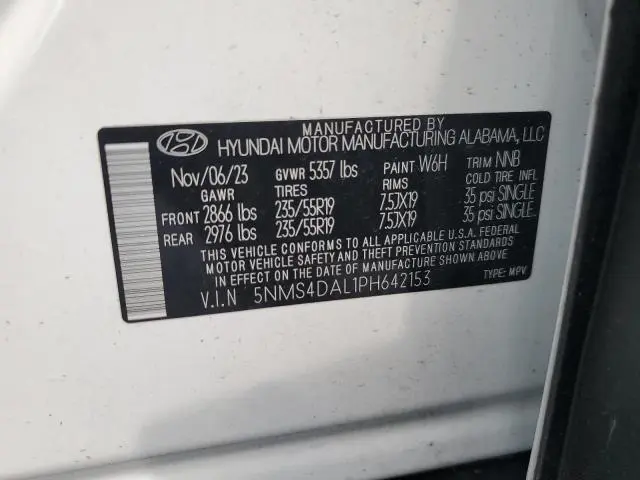 MANUFACTURED BY
HYUNDAI MOTOR MANUFACTURING ALABAMA, LLC
Nov/06/23 GVWR 5357 lbs PAINT W6H TRIM NNB
GAWR TIRES RIMS COLD TIRE INFL
FRONT 2866 lbs 235/55R19 7.5JX19 35 psi SINGLE
REAR 2976 lbs 235/55R19 7.5JX19 35 psi SINGLE
THIS VEHICLE CONFORMS TO ALL APPLICABLE U.S.A. FEDERAL
MOTOR VEHICLE SAFETY AND THEFT PREVENTION STANDARDS
IN EFFECT ON THE DATE OF MANUFACTURE SHOWN ABOVE.
V.I.N 5NMS4DAL1PH642153 TYPE: MPV